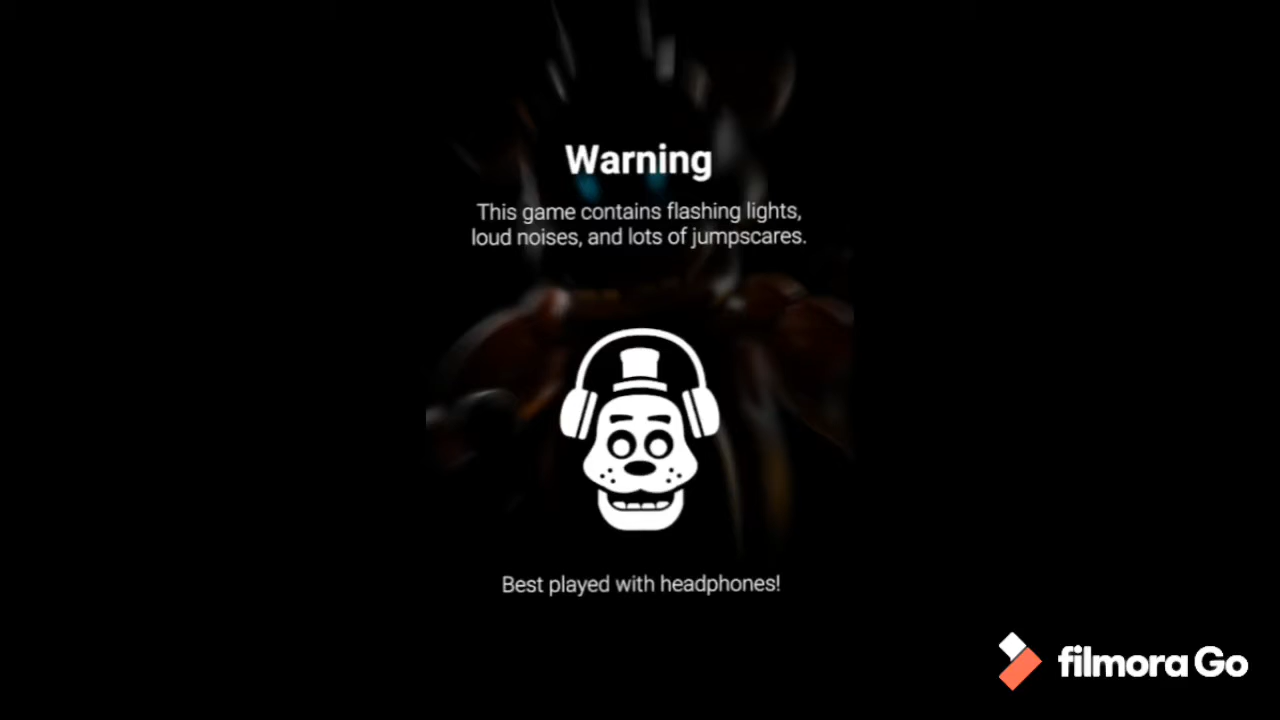 Warning
This game contains flashing lights,
loud noises, and lots of jumpscares.
Best played with headphones!
filmora Go